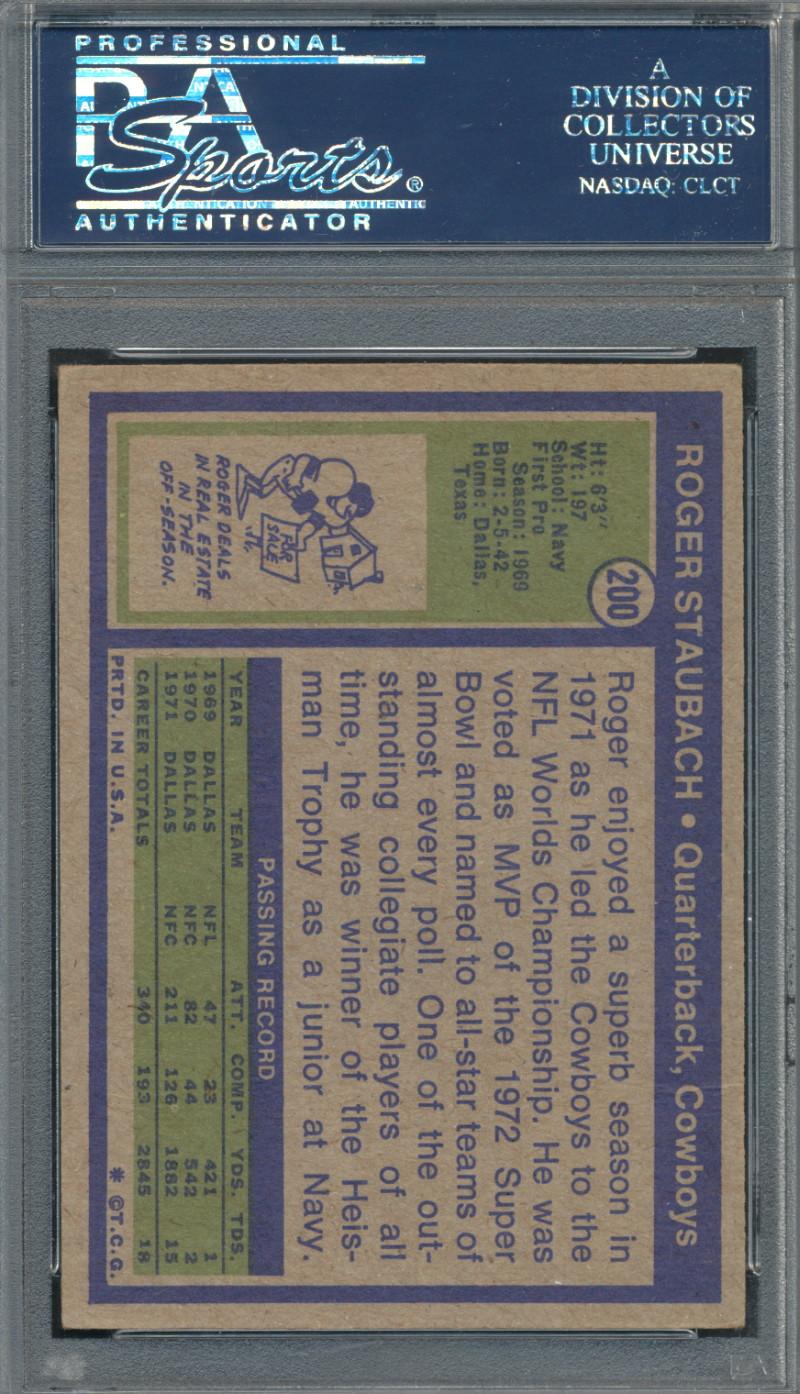 PROFESSIONAL
PSA
Sports®
AUTHENTICATOR
A
DIVISION OF
COLLECTORS
UNIVERSE
NASDAQ: CLCT
ROGER STAUBACH • Quarterback, Cowboys
200
Ht: 6'3"
Wt: 197
School: Navy
First Pro
Season: 1969
Born: 2-5-42
Home: Dallas,
Texas
FOR
SALE
ROGER DEALS
IN REAL ESTATE
IN THE
OFF-SEASON.
Roger enjoyed a superb season in
1971 as he led the Cowboys to the
NFL Worlds Championship. He was
voted as MVP of the 1972 Super
Bowl and named to all-star teams of
almost every poll. One of the out-
standing collegiate players of all
time, he was winner of the Heis-
man Trophy as a junior at Navy.
PASSING RECORD
YEAR TEAM ATT. COMP. YDS. TDS.
1969 DALLAS NFL 47 23 421 1
1970 DALLAS NFC 82 44 542 2
1971 DALLAS NFC 211 126 1882 15
CAREER TOTALS 340 193 2845 18
PRTD. IN U.S.A. * ©T.C.G.